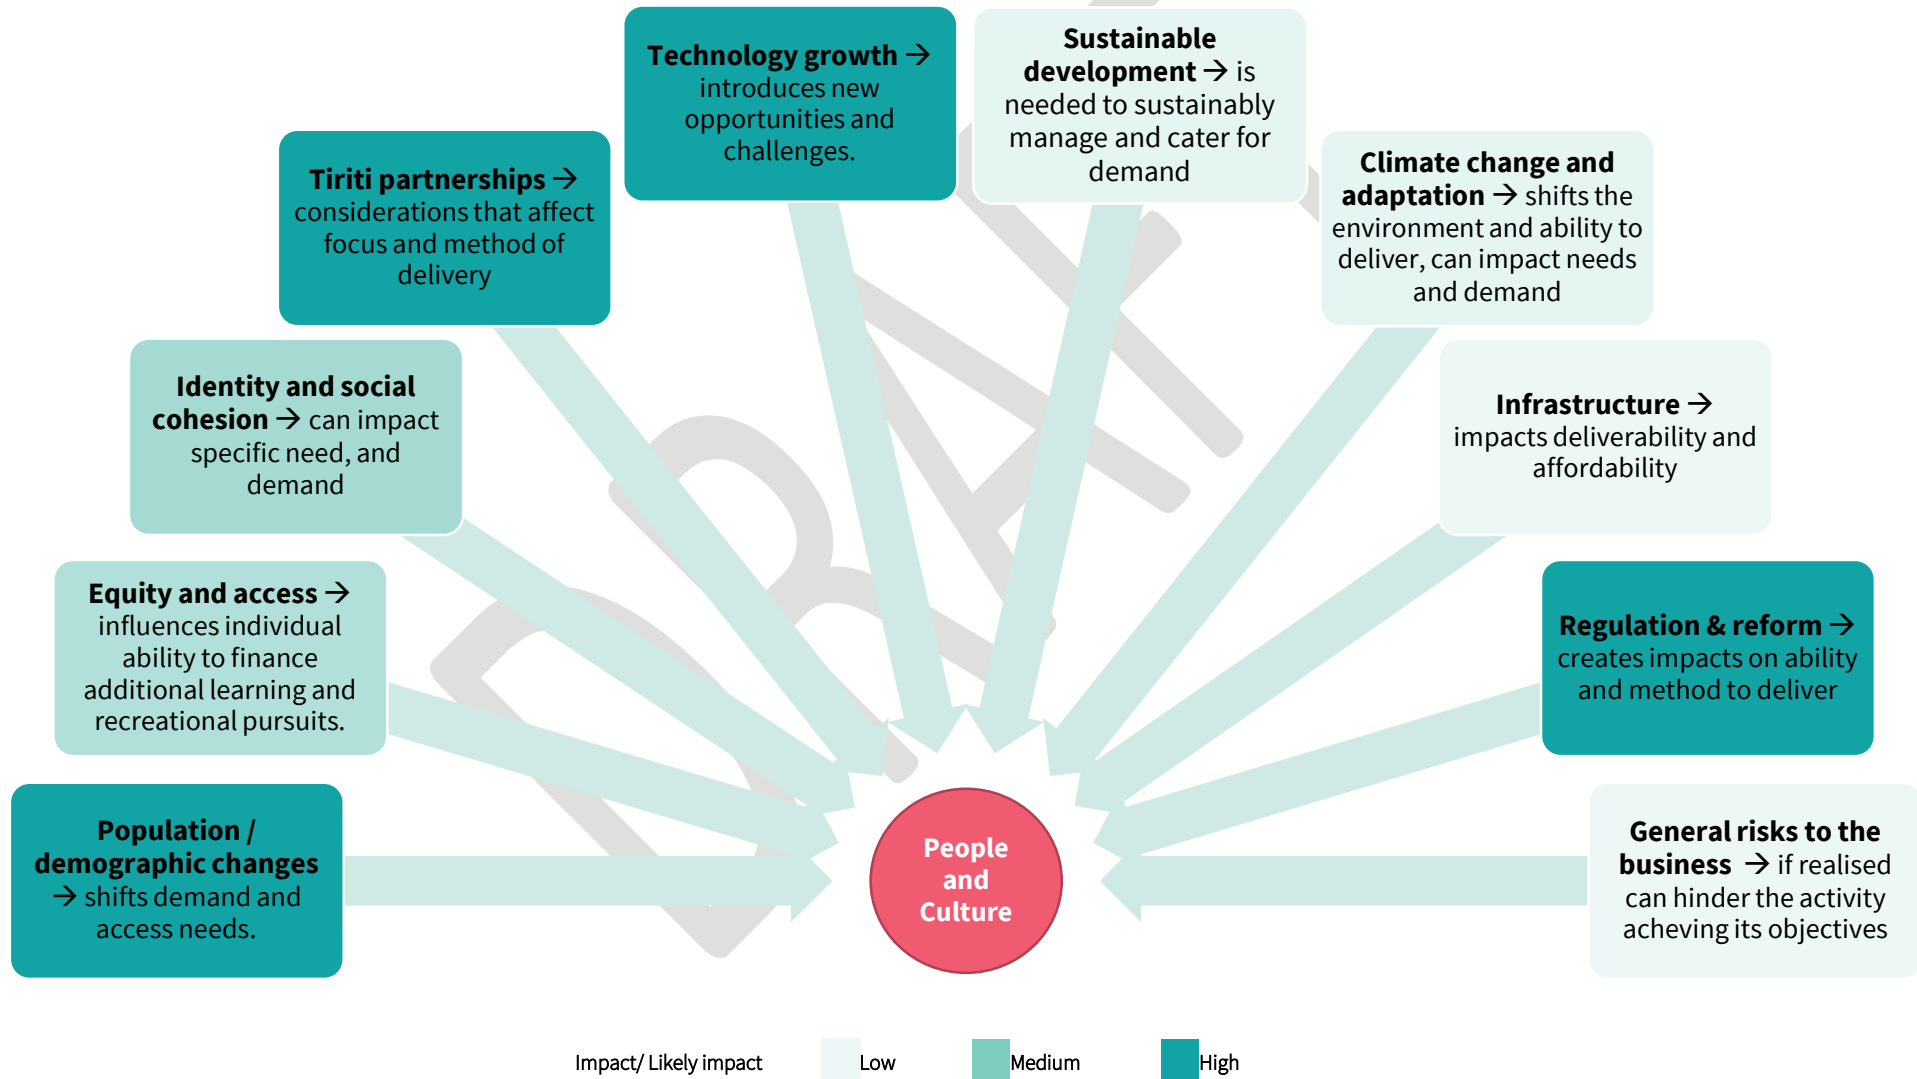 Technology growth →
introduces new
opportunities and
challenges.
Sustainable
development → is
needed to sustainably
manage and cater for
demand
Tiriti partnerships →
considerations that affect
focus and method of
delivery
Climate change and
adaptation → shifts the
environment and ability to
deliver, can impact needs
and demand
Identity and social
cohesion → can impact
specific need, and
demand
Infrastructure →
impacts deliverability and
affordability
Equity and access →
influences individual
ability to finance
additional learning and
recreational pursuits.
Regulation & reform →
creates impacts on ability
and method to deliver
Population /
demographic changes
→ shifts demand and
access needs.
General risks to the
business → if realised
can hinder the activity
acheving its objectives
People
and
Culture
DRAFT
Impact/ Likely impact
Low
Medium
High